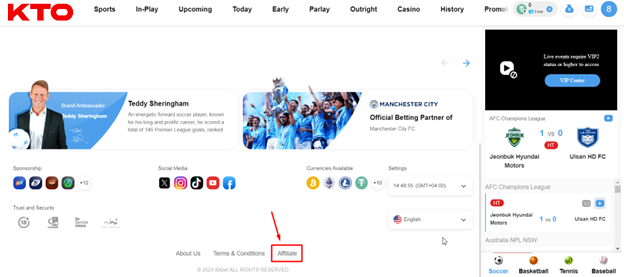 KTO
Sports In-Play Upcoming Today Early Parlay Outright Casino History Promot
0
8
Live events require VIP2
status or higher to access
VIP Center
Brand Ambassador
Teddy Sheringham
Teddy Sheringham
An energetic forward soccer player, known
for his long and prolific career, he scored a
total of 146 Premier League goals, ranked
MANCHESTER CITY
Official Betting Partner of
Manchester City FC
AFC Champions League
1 vs 0
HT
Jeonbuk Hyundai
Motors
Ulsan HD FC
Sponsorship
+12
Social Media
Currencies Available
+10
Settings
14:49:55 (GMT+04:00)
English
Trust and Security
18
AFC Champions League
HT
Jeonbuk Hyundai
Motors
1 vs 0
Ulsan HD FC
Australia NPL NSW
Soccer Basketball Tennis Baseball
About Us Terms & Conditions Affiliate
ALL RIGHTS RESERVED